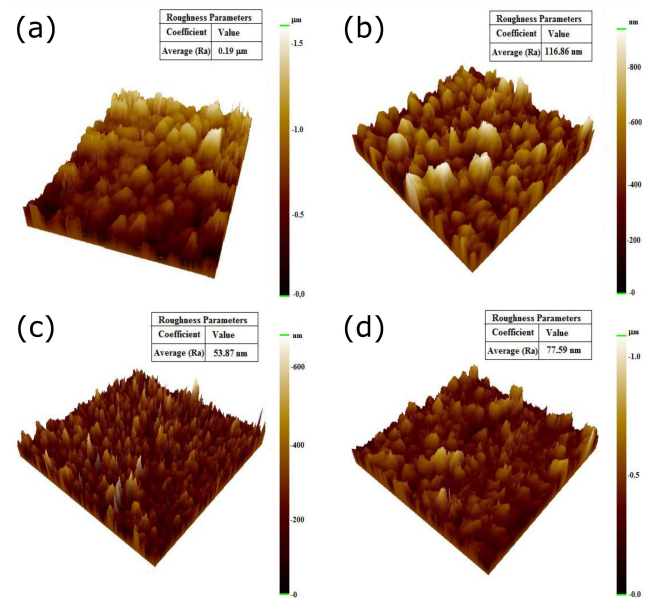 (a)
Roughness Parameters
Coefficient Value
Average (Ra) 0.19 µm
µm
-1.5
-1.0
-0.5
-0.0
(b)
Roughness Parameters
Coefficient Value
Average (Ra) 116.86 nm
nm
-800
-600
-400
-200
-0
(c)
Roughness Parameters
Coefficient Value
Average (Ra) 53.87 nm
nm
-600
-400
-200
-0
(d)
Roughness Parameters
Coefficient Value
Average (Ra) 77.59 nm
µm
-1.0
-0.5
-0.0